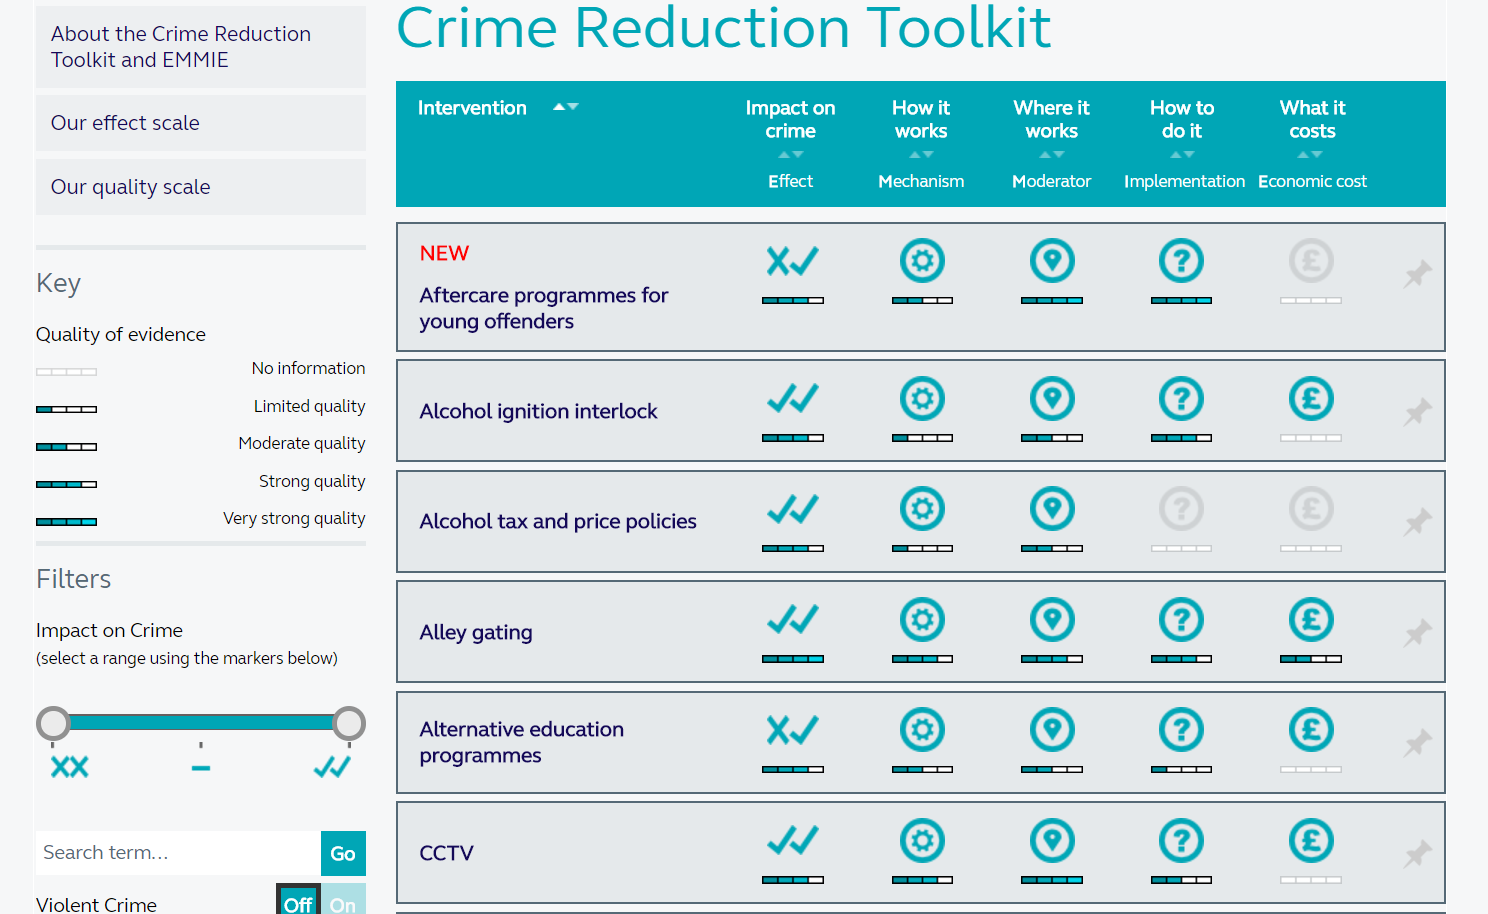 About the Crime Reduction
Toolkit and EMMIE
Our effect scale
Our quality scale
Key
Quality of evidence
No information
Limited quality
Moderate quality
Strong quality
Very strong quality
Filters
Impact on Crime
(select a range using the markers below)
Search term...
Go
Violent Crime
Off
On
Crime Reduction Toolkit
Intervention
Impact on
crime
Effect
How it
works
Mechanism
Where it
works
Moderator
How to
do it
Implementation
What it
costs
Economic cost
NEW
Aftercare programmes for
young offenders
? £
Alcohol ignition interlock
? £
Alcohol tax and price policies
? £
Alley gating
? £
Alternative education
programmes
? £
CCTV
? £